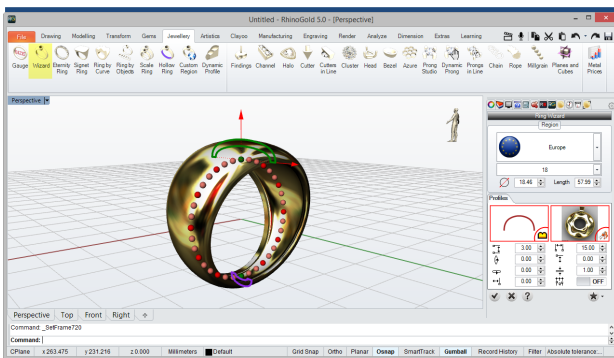 Untitled - RhinoGold 5.0 - [Perspective]
File Drawing Modelling Transform Gems Jewellery Artistics Clayoo Manufacturing Engraving Render Analyze Dimension Extras Learning
Gauge Wizard Eternity Ring Signet Ring Ring by Curve Ring by Objects Scale Ring Hollow Ring Custom Region Dynamic Profile Findings Channel Halo Cutter Cutters in Line Cluster Head Bezel Azure Prong Studio Dynamic Prong Prongs in Line Chain Rope Millgrain Planes and Cubes Metal Prices
Perspective
Ring Wizard
Region
Europe
18
18.46 Length 57.99
Profiles
3.00 15.00
0.00 0.00
0.00 1.00
0.00 OFF
Perspective Top Front Right
Command: _SetFrame720
Command:
CPlane x 263.475 y 231.216 z 0.000 Millimeters Default Grid Snap Ortho Planar Osnap SmartTrack Gumball Record History Filter Absolute tolerance...